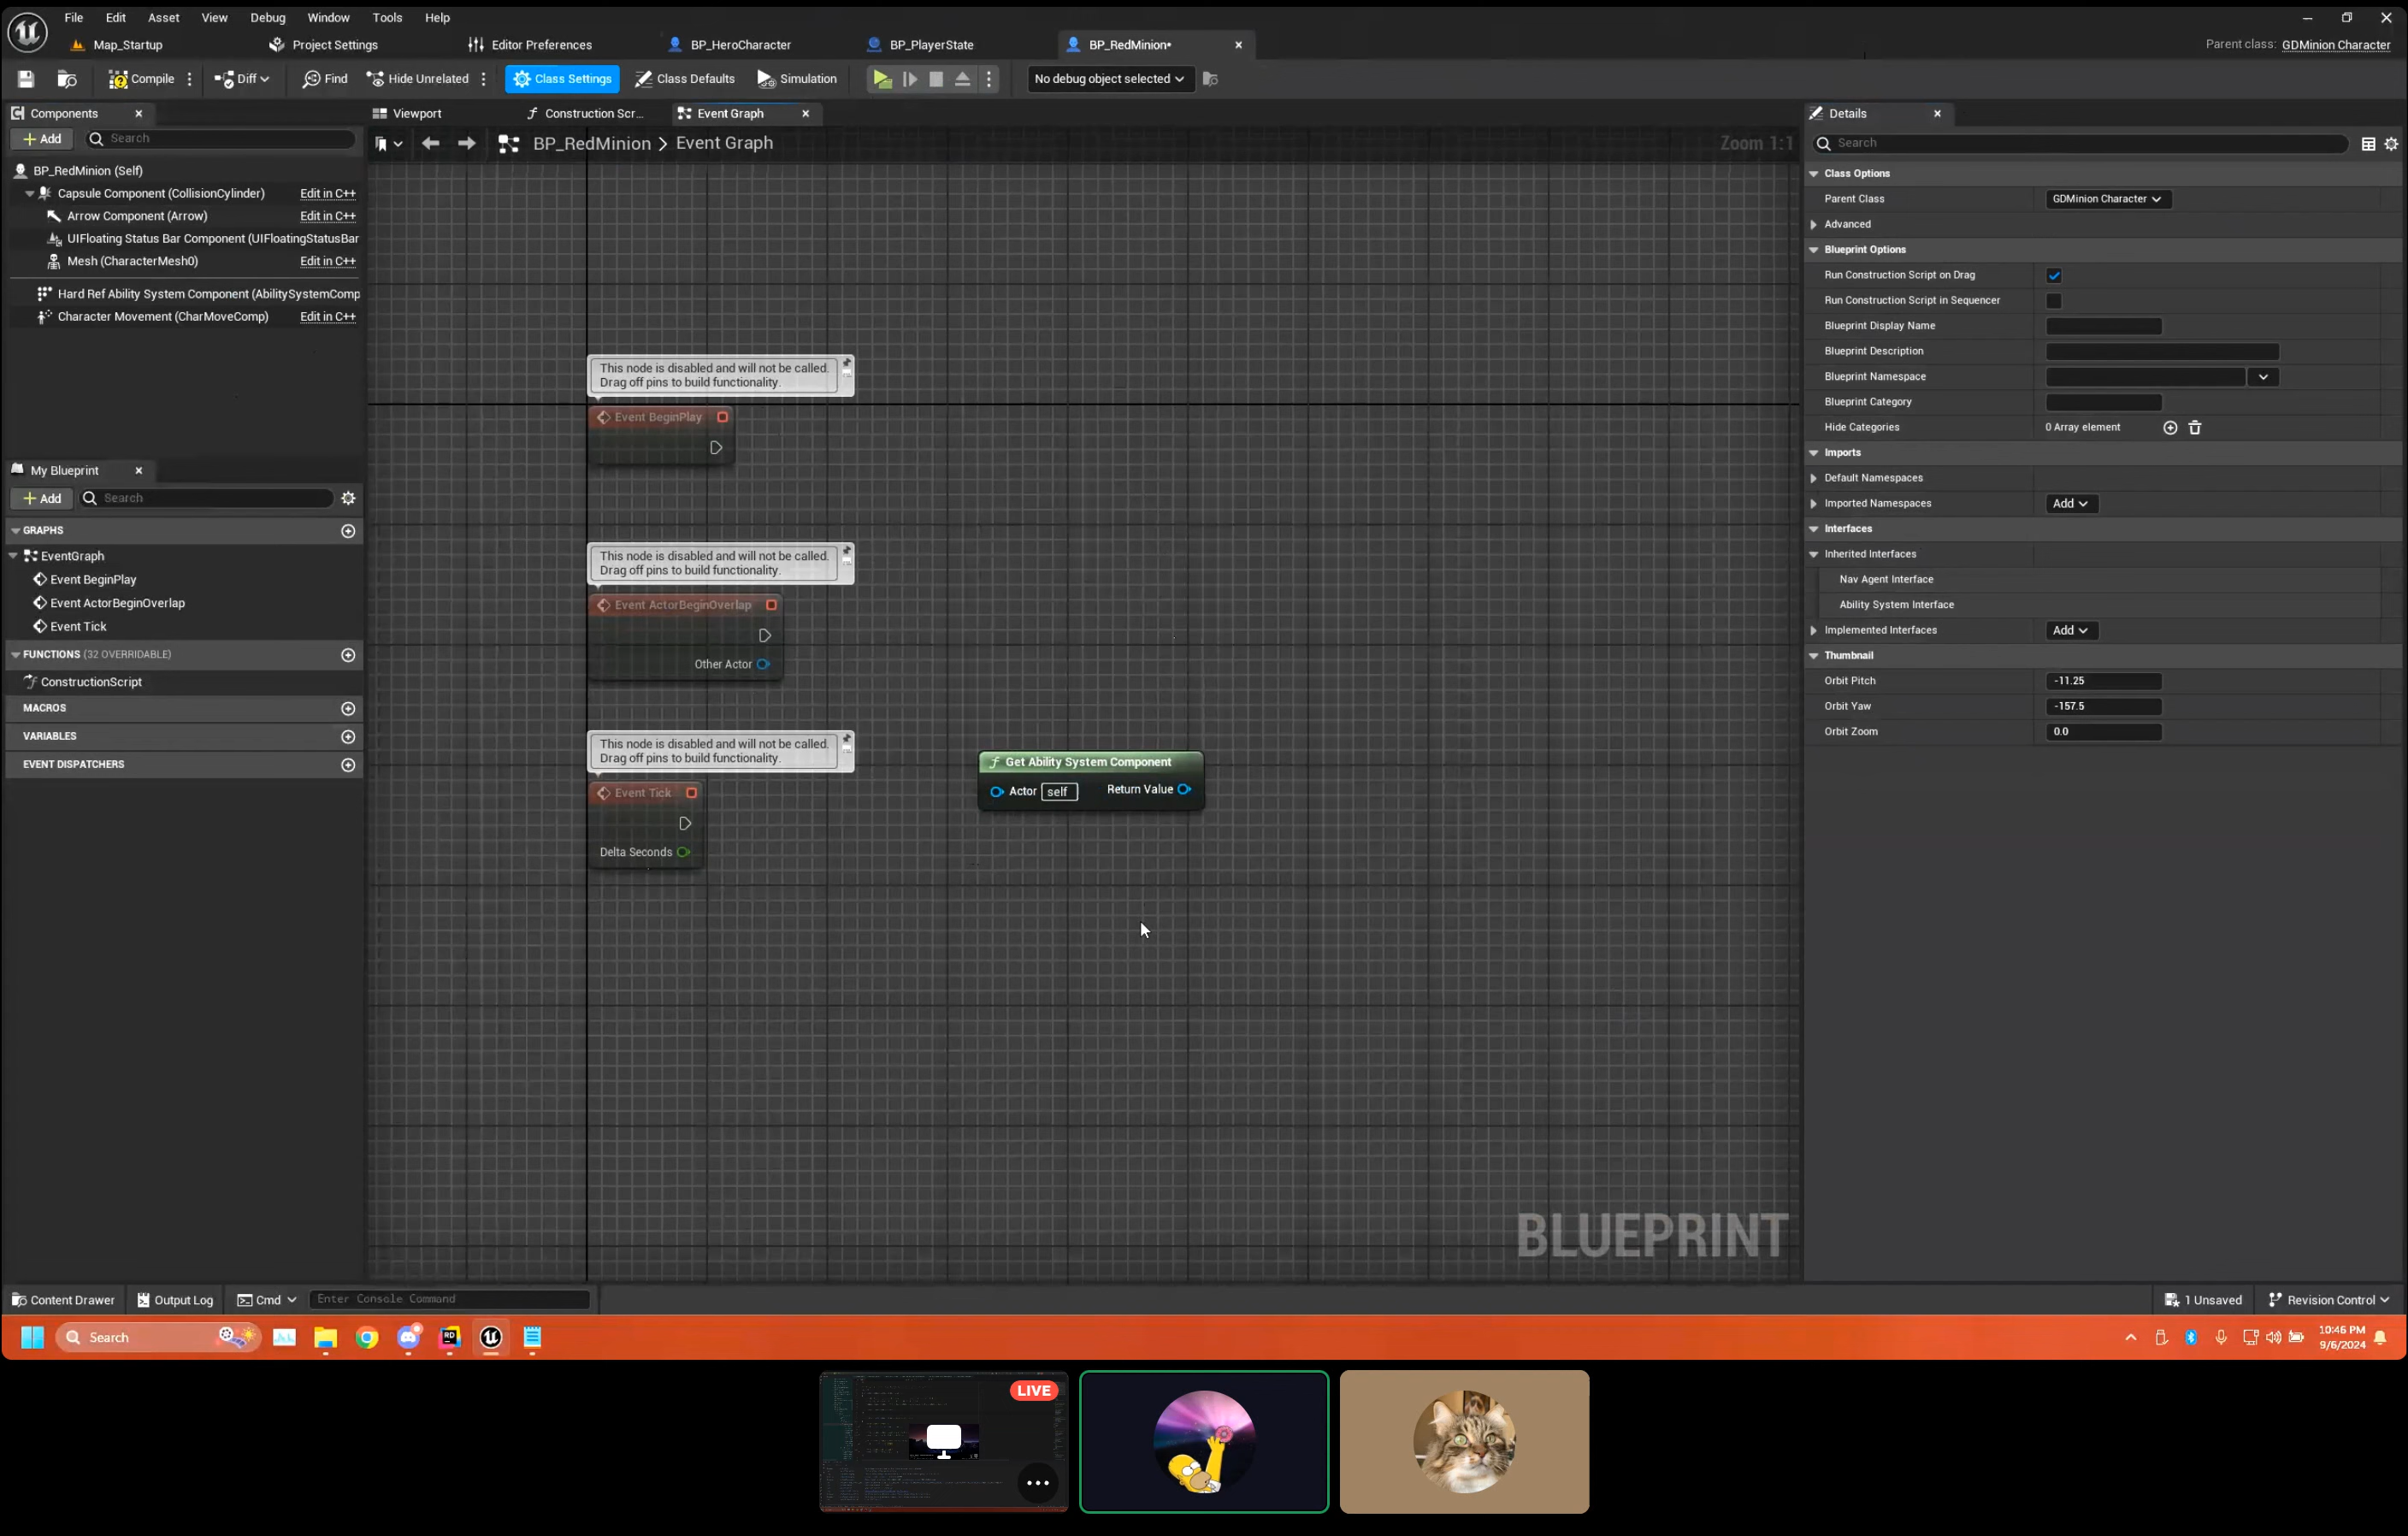 File Edit Asset View Debug Window Tools Help
Map_Startup Project Settings Editor Preferences BP_HeroCharacter BP_PlayerState BP_RedMinion*
Parent class: GDMinion Character
Compile Diff Find Hide Unrelated Class Settings Class Defaults Simulation No debug object selected
Components
Add Search
BP_RedMinion (Self)
Capsule Component (CollisionCylinder) Edit in C++
Arrow Component (Arrow) Edit in C++
UIFloating Status Bar Component (UIFloatingStatusBar
Mesh (CharacterMesh0) Edit in C++
Hard Ref Ability System Component (AbilitySystemComp
Character Movement (CharMoveComp) Edit in C++
My Blueprint
Add Search
GRAPHS
EventGraph
Event BeginPlay
Event ActorBeginOverlap
Event Tick
FUNCTIONS (32 OVERRIDABLE)
ConstructionScript
MACROS
VARIABLES
EVENT DISPATCHERS
Viewport Construction Scr... Event Graph
BP_RedMinion > Event Graph Zoom 1:1
This node is disabled and will not be called.
Drag off pins to build functionality.
Event BeginPlay
This node is disabled and will not be called.
Drag off pins to build functionality.
Event ActorBeginOverlap
Other Actor
This node is disabled and will not be called.
Drag off pins to build functionality.
Event Tick
Delta Seconds
Get Ability System Component
Actor self Return Value
BLUEPRINT
Details
Search
Class Options
Parent Class GDMinion Character
Advanced
Blueprint Options
Run Construction Script on Drag
Run Construction Script in Sequencer
Blueprint Display Name
Blueprint Description
Blueprint Namespace
Blueprint Category
Hide Categories 0 Array element
Imports
Default Namespaces
Imported Namespaces Add
Interfaces
Inherited Interfaces
Nav Agent Interface
Ability System Interface
Implemented Interfaces Add
Thumbnail
Orbit Pitch -11.25
Orbit Yaw -157.5
Orbit Zoom 0.0
Content Drawer Output Log Cmd Enter Console Command 1 Unsaved Revision Control
Search RD 10:46 PM
9/6/2024
LIVE